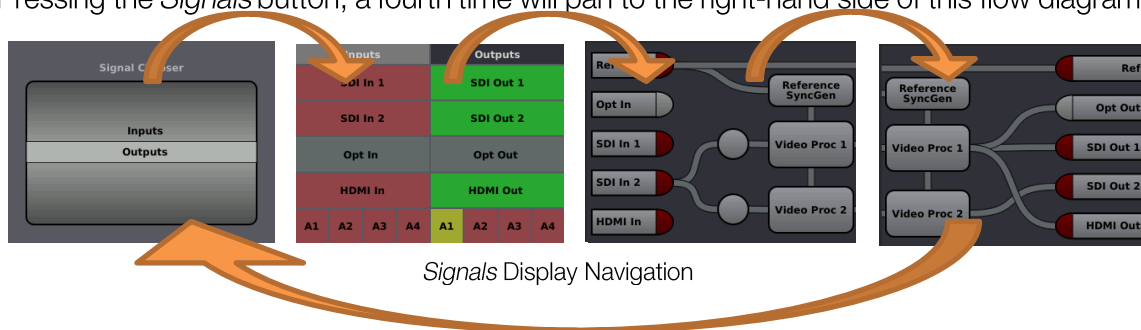 Pressing the Signals button, a fourth time will pan to the right-hand side of this flow diagram
Signal Chooser
Inputs
Outputs
Inputs Outputs
SDI In 1 SDI Out 1
SDI In 2 SDI Out 2
Opt In Opt Out
HDMI In HDMI Out
A1 A2 A3 A4 A1 A2 A3 A4
Ref
Reference
SyncGen
Opt In
SDI In 1
Video Proc 1
SDI In 2
Video Proc 2
HDMI In
Ref
Reference
SyncGen
Opt Out
Video Proc 1
SDI Out 1
SDI Out 2
Video Proc 2
HDMI Out
Signals Display Navigation